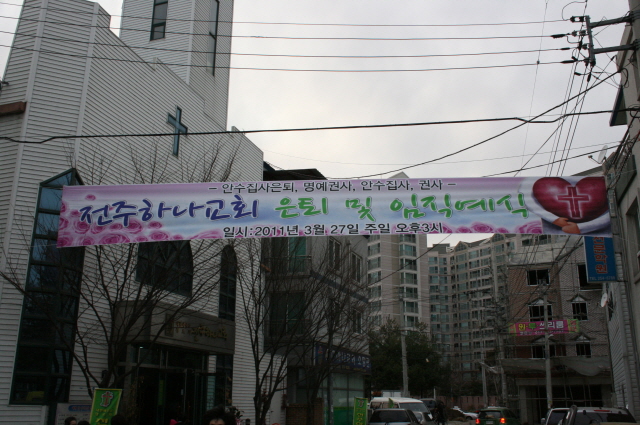 - 안수집사은퇴, 명예권사, 안수집사, 권사 -
전주하나교회 은퇴 및 임직예식
일시: 2011년 3월 27일 주일 오후3시